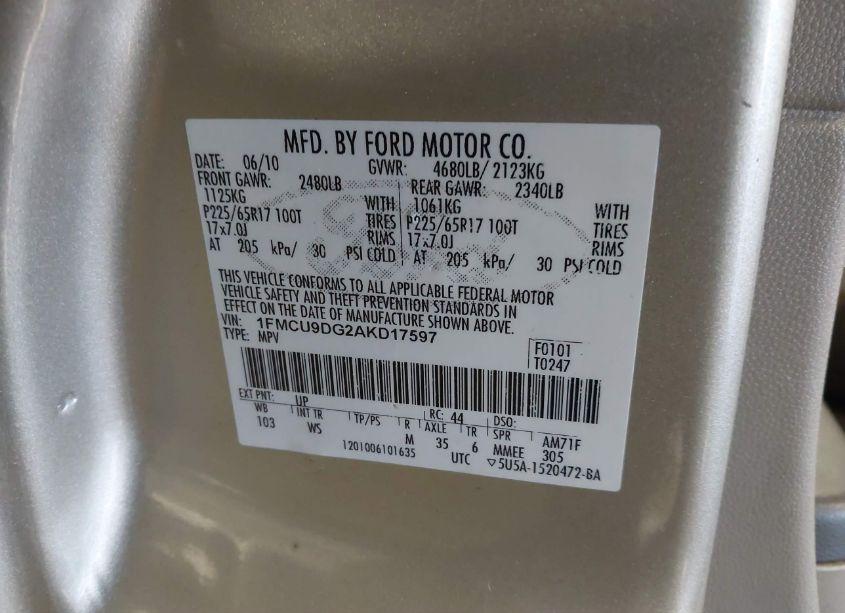 MFD. BY FORD MOTOR CO.
DATE: 06/10 GVWR: 4680LB/ 2123KG
FRONT GAWR: 2480LB REAR GAWR: 2340LB
1125KG WITH 1061KG WITH
P225/65R17 100T TIRES P225/65R17 100T TIRES
17x7.0J RIMS 17x7.0J RIMS
AT 205 kPa/ 30 PSI COLD AT 205 kPa/ 30 PSI COLD
THIS VEHICLE CONFORMS TO ALL APPLICABLE FEDERAL MOTOR
VEHICLE SAFETY AND THEFT PREVENTION STANDARDS IN
EFFECT ON THE DATE OF MANUFACTURE SHOWN ABOVE.
VIN: 1FMCU9DG2AKD17597
TYPE: MPV
F0101
T0247
EXT PNT: UP RC: 44 DSO:
WB INT TR TP/PS R AXLE TR SPR AM71F
103 WS M 35 6 MMEE 305
1201006101635 UTC ▽5U5A-1520472-BA